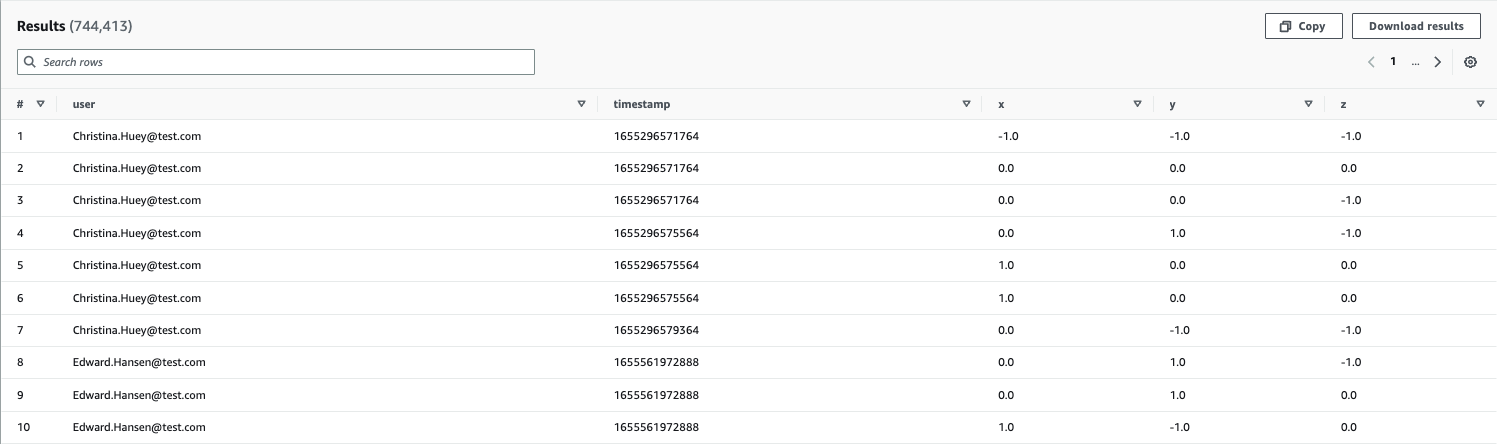 Results (744,413)
Copy
Download results
Search rows
1 ...
# user timestamp x y z
1 Christina.Huey@test.com 1655296571764 -1.0 -1.0 -1.0
2 Christina.Huey@test.com 1655296571764 0.0 0.0 0.0
3 Christina.Huey@test.com 1655296571764 0.0 0.0 -1.0
4 Christina.Huey@test.com 1655296575564 0.0 1.0 -1.0
5 Christina.Huey@test.com 1655296575564 1.0 0.0 0.0
6 Christina.Huey@test.com 1655296575564 1.0 0.0 0.0
7 Christina.Huey@test.com 1655296579364 0.0 -1.0 -1.0
8 Edward.Hansen@test.com 1655561972888 0.0 1.0 -1.0
9 Edward.Hansen@test.com 1655561972888 0.0 1.0 0.0
10 Edward.Hansen@test.com 1655561972888 1.0 -1.0 0.0